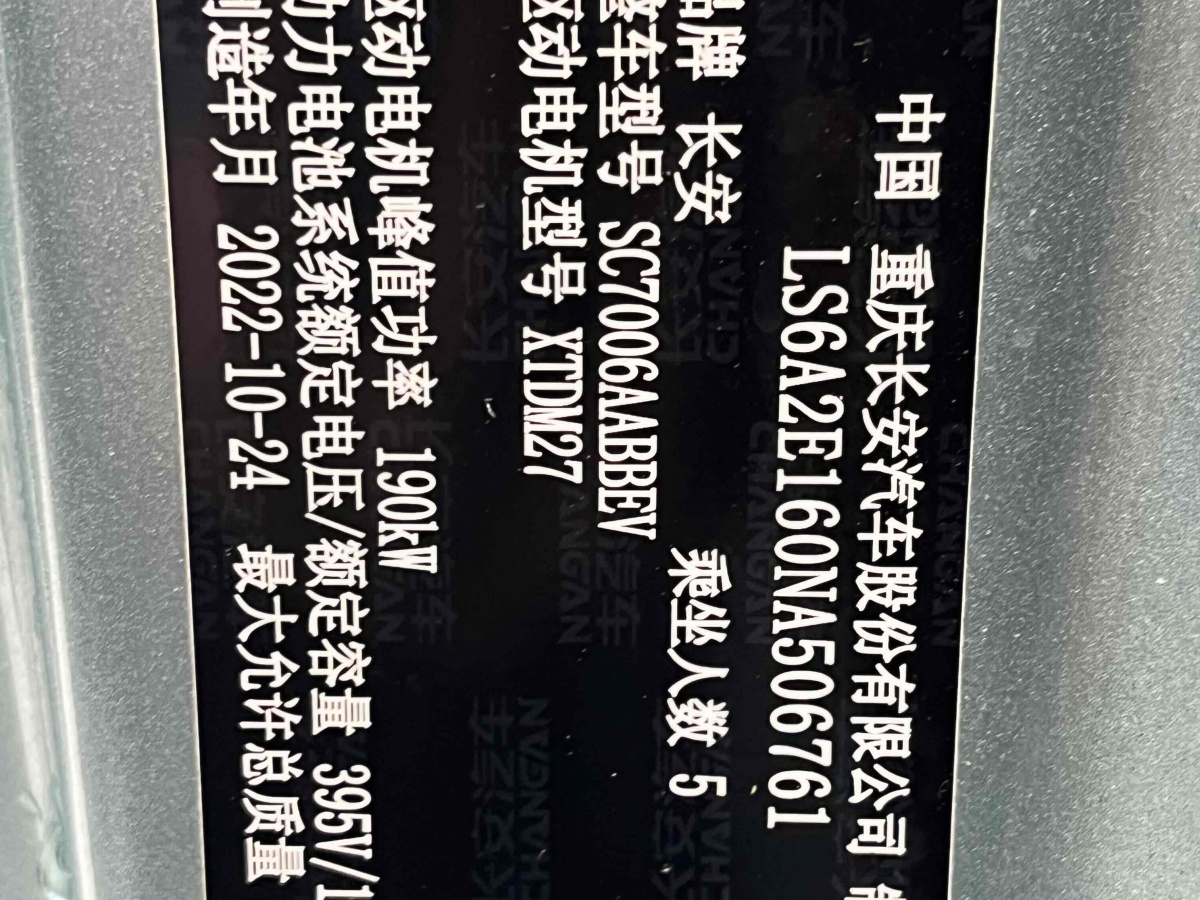 中国 重庆长安汽车股份有限公司
LS6A2E160NA506761
品牌 长安 乘坐人数 5
整车型号 SC7006AABBEV
驱动电机型号 XTDM27
驱动电机峰值功率 190kW
动力电池系统额定电压/额定容量 395V/1
制造年月 2022-10-24 最大允许总质量